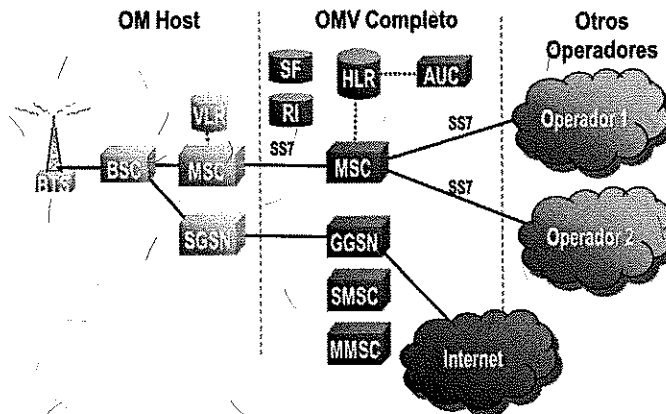 OM Host
OMV Completo
Otros
Operadores
SF
HLR
AUC
VLR
RI
Operador 1
SS7
SS7
BTS
BSC
MSC
MSC
SS7
SGSN
GGSN
Operador 2
SMSC
MMSC
Internet